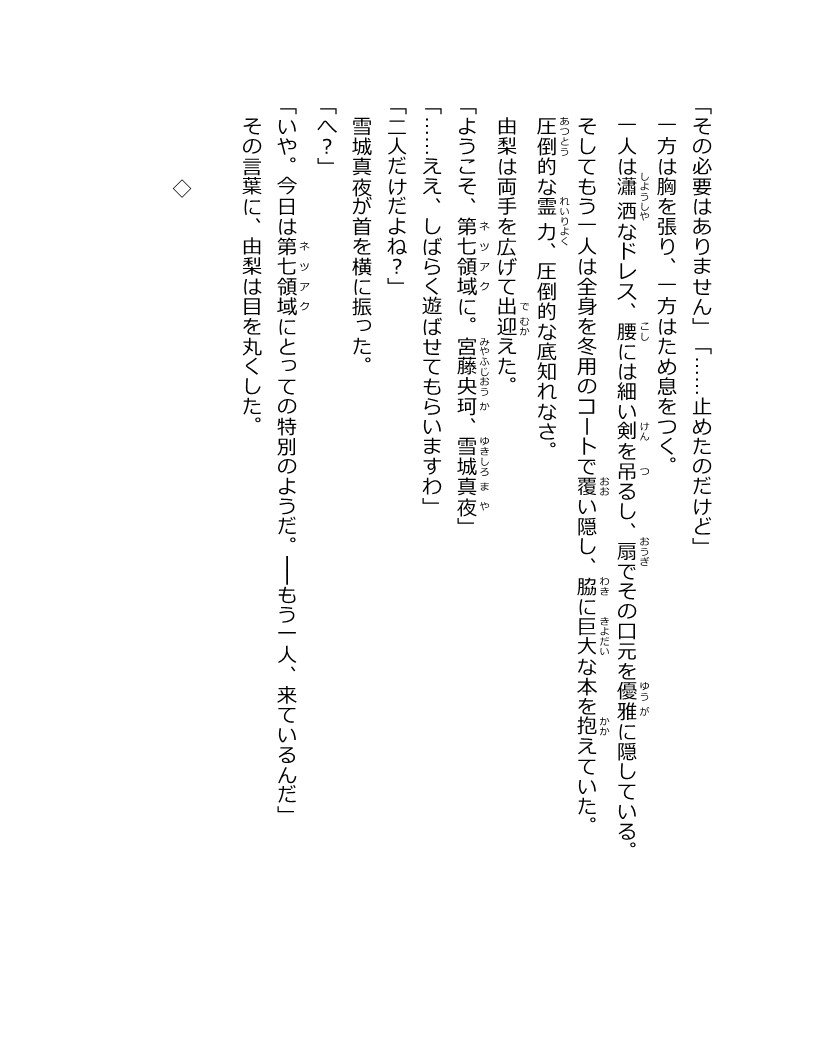 「その必要はありません」「……止めたのだけど」
一方は胸を張り、一方はため息をつく。
一人は瀟洒なドレス、腰には細い剣を吊るし、扇でその口元を優雅に隠している。
そしてもう一人は全身を冬用のコートで覆い隠し、脇に巨大な本を抱えていた。
圧倒的な霊力、圧倒的な底知れなさ。
由梨は両手を広げて出迎えた。
「ようこそ、第七領域に。宮藤央珂、雪城真夜」
「……ええ、しばらく遊ばせてもらいますわ」
「二人だけだよね？」
雪城真夜が首を横に振った。
「へ？」
「いや。今日は第七領域にとっての特別のようだ。――もう一人、来ているんだ」
その言葉に、由梨は目を丸くした。
◇